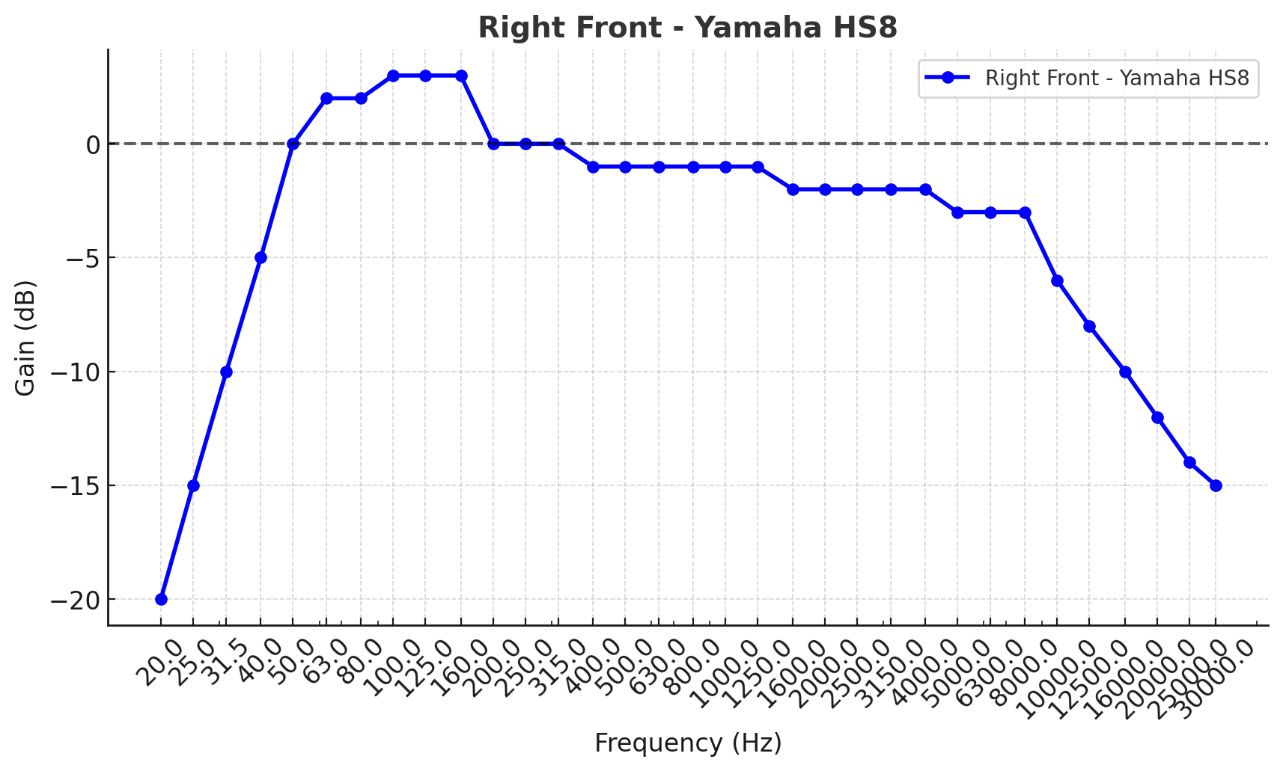 Right Front - Yamaha HS8
Right Front - Yamaha HS8
Gain (dB)
0
−5
−10
−15
−20
20.0 25.0 31.5 40.0 50.0 63.0 80.0 100.0 125.0 160.0 200.0 250.0 315.0 400.0 500.0 630.0 800.0 1000.0 1250.0 1600.0 2000.0 2500.0 3150.0 4000.0 5000.0 6300.0 8000.0 10000.0 12500.0 16000.0 20000.0 25000.0 30000.0
Frequency (Hz)